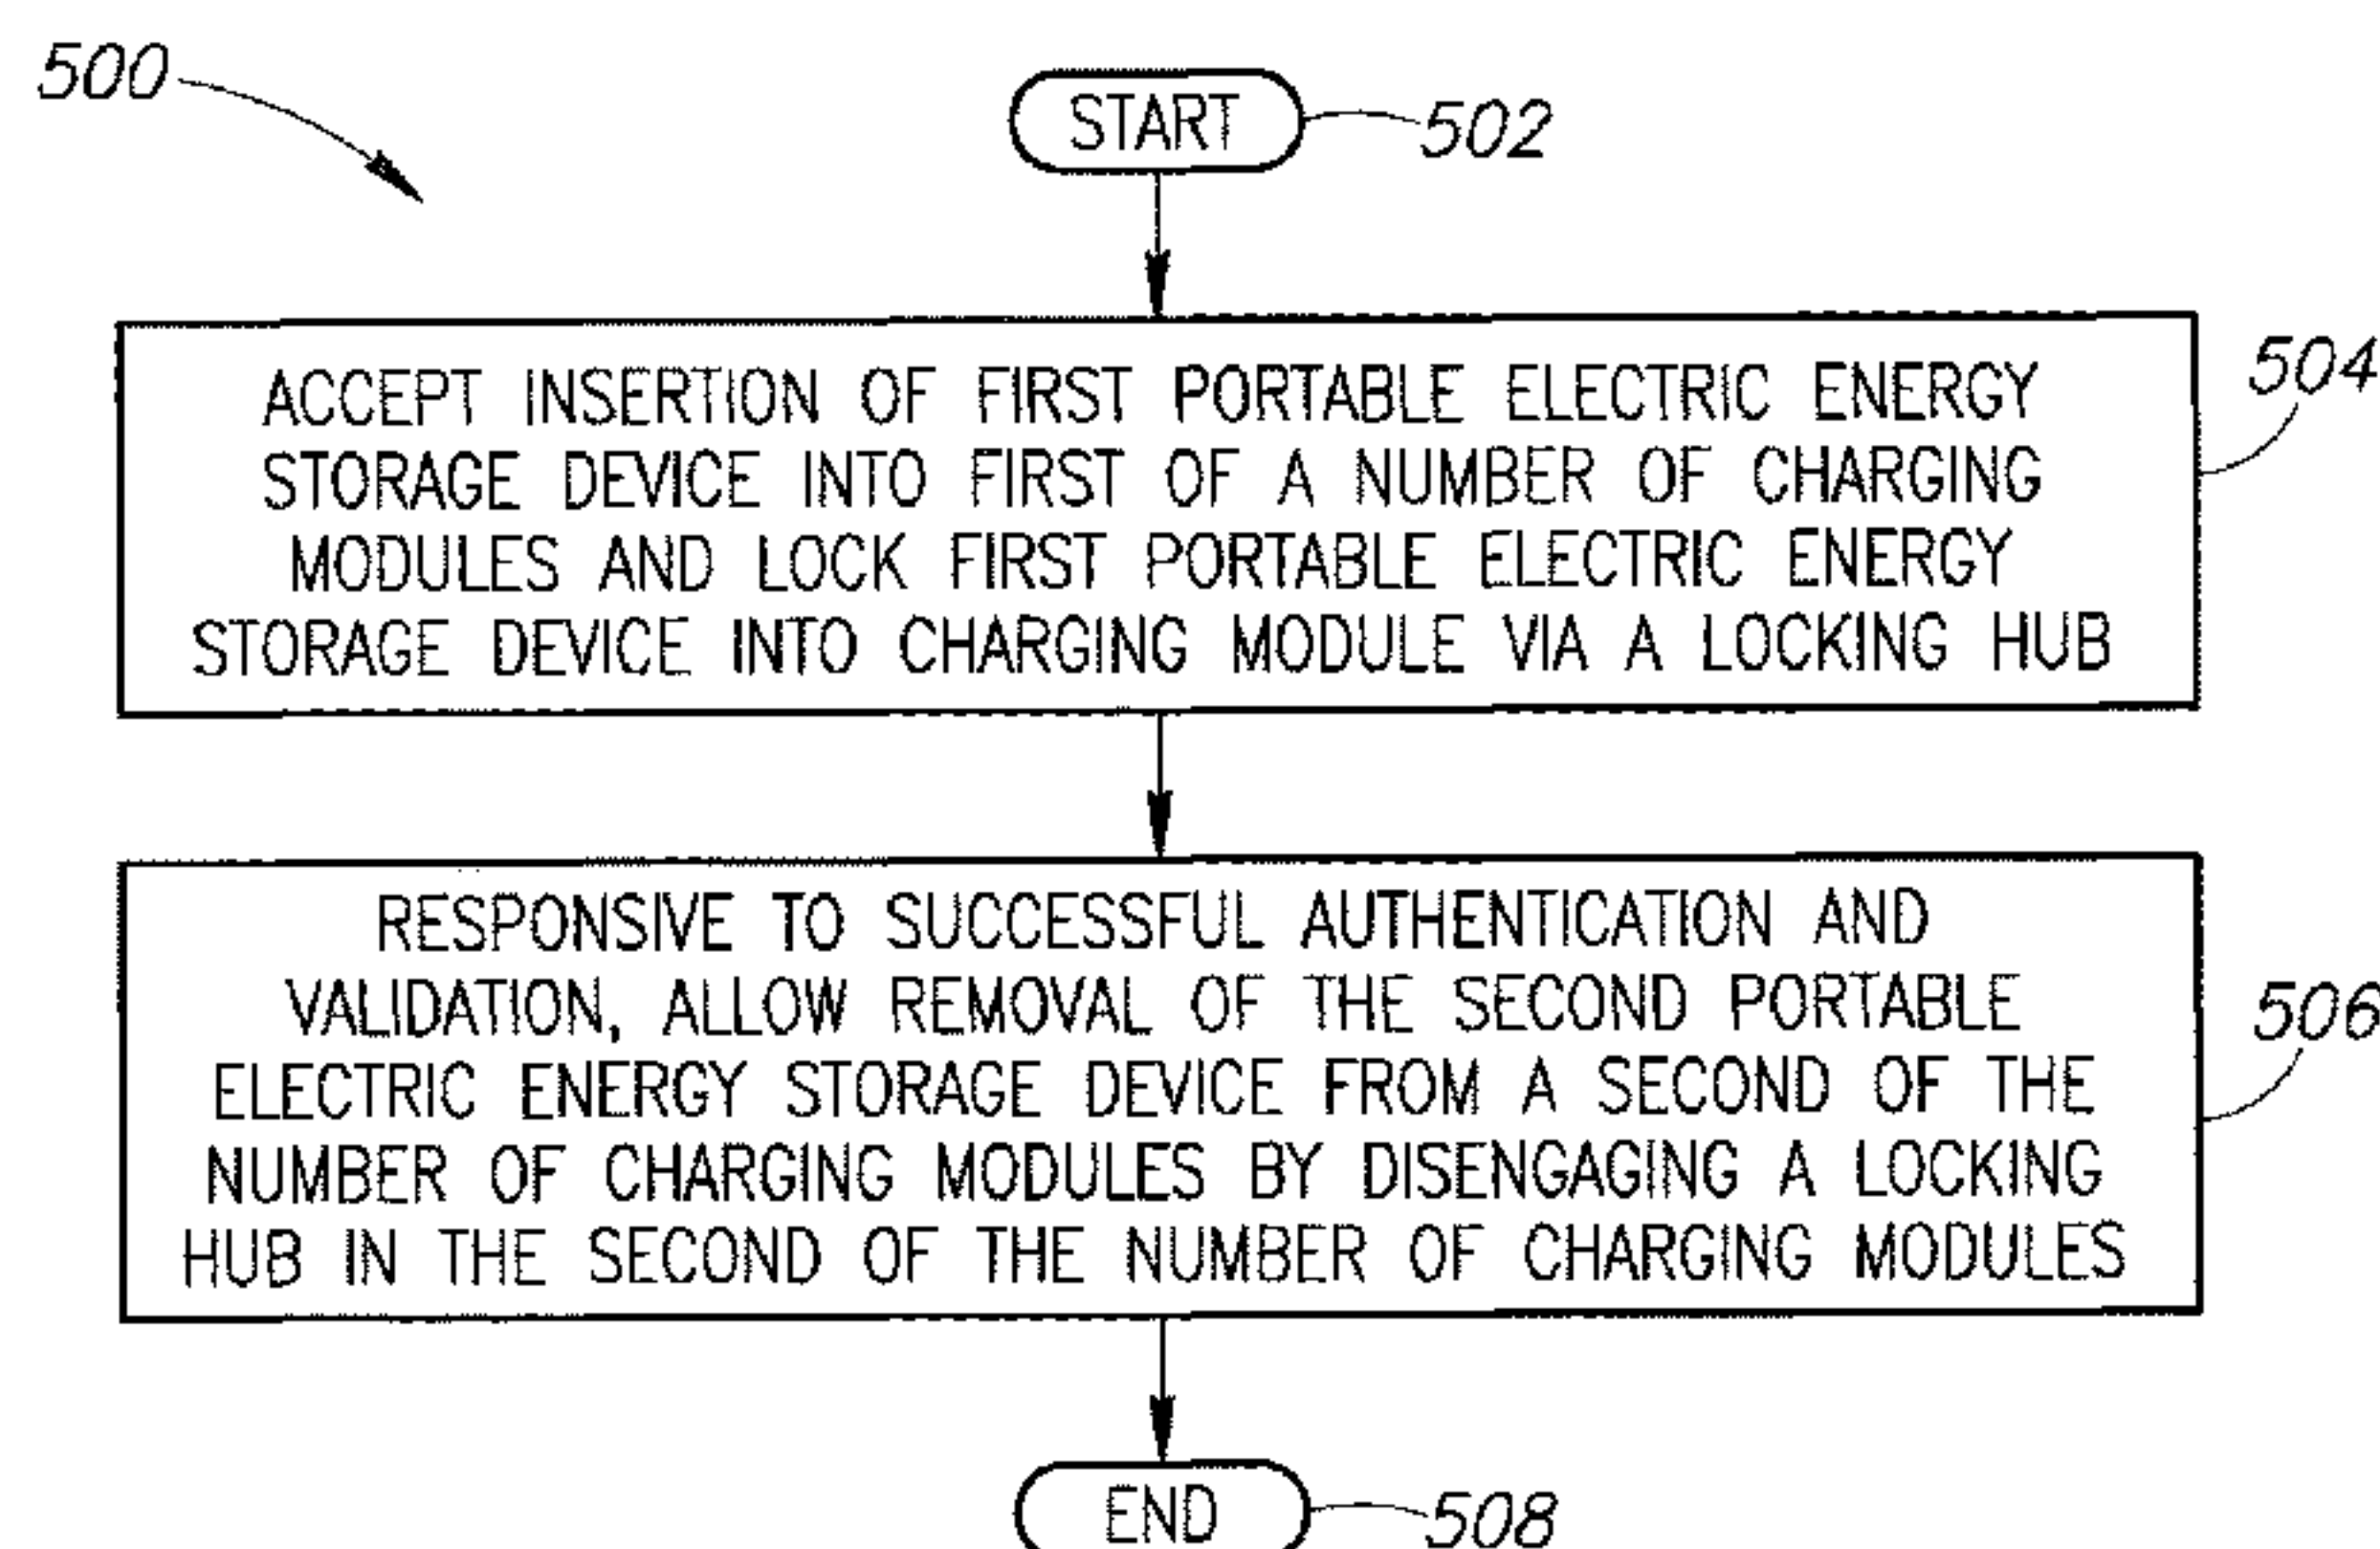 500
START
502
ACCEPT INSERTION OF FIRST PORTABLE ELECTRIC ENERGY
STORAGE DEVICE INTO FIRST OF A NUMBER OF CHARGING
MODULES AND LOCK FIRST PORTABLE ELECTRIC ENERGY
STORAGE DEVICE INTO CHARGING MODULE VIA A LOCKING HUB
504
RESPONSIVE TO SUCCESSFUL AUTHENTICATION AND
VALIDATION, ALLOW REMOVAL OF THE SECOND PORTABLE
ELECTRIC ENERGY STORAGE DEVICE FROM A SECOND OF THE
NUMBER OF CHARGING MODULES BY DISENGAGING A LOCKING
HUB IN THE SECOND OF THE NUMBER OF CHARGING MODULES
506
END
508